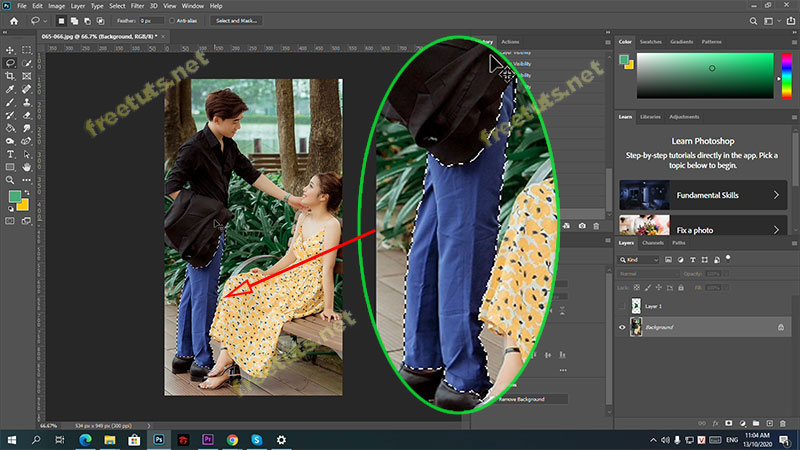 File Edit Image Layer Type Select Filter 3D View Window Help
Feather: 0 px Anti-alias Select and Mask...
065-066.jpg @ 66.7% (Background, RGB/8) *
History Actions
Visibility
Visibility
freetuts.net
freetuts.net
freetuts.net
Color Swatches Gradients Patterns
Learn Libraries Adjustments
Learn Photoshop
Step-by-step tutorials directly in the app. Pick a
topic below to begin.
Fundamental Skills
Fix a photo
Layers Channels Paths
Kind
Normal Opacity:
Lock: Fill:
Layer 1
Background
Remove Background
66.67% 534 px x 949 px (300 ppi)
11:04 AM
13/10/2020
ENG